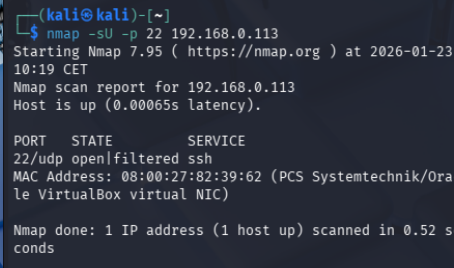 ┌──(kali㉿kali)-[~]
└─$ nmap -sU -p 22 192.168.0.113
Starting Nmap 7.95 ( https://nmap.org ) at 2026-01-23
10:19 CET
Nmap scan report for 192.168.0.113
Host is up (0.00065s latency).

PORT   STATE         SERVICE
22/udp open|filtered ssh
MAC Address: 08:00:27:82:39:62 (PCS Systemtechnik/Ora
le VirtualBox virtual NIC)

Nmap done: 1 IP address (1 host up) scanned in 0.52 s
conds